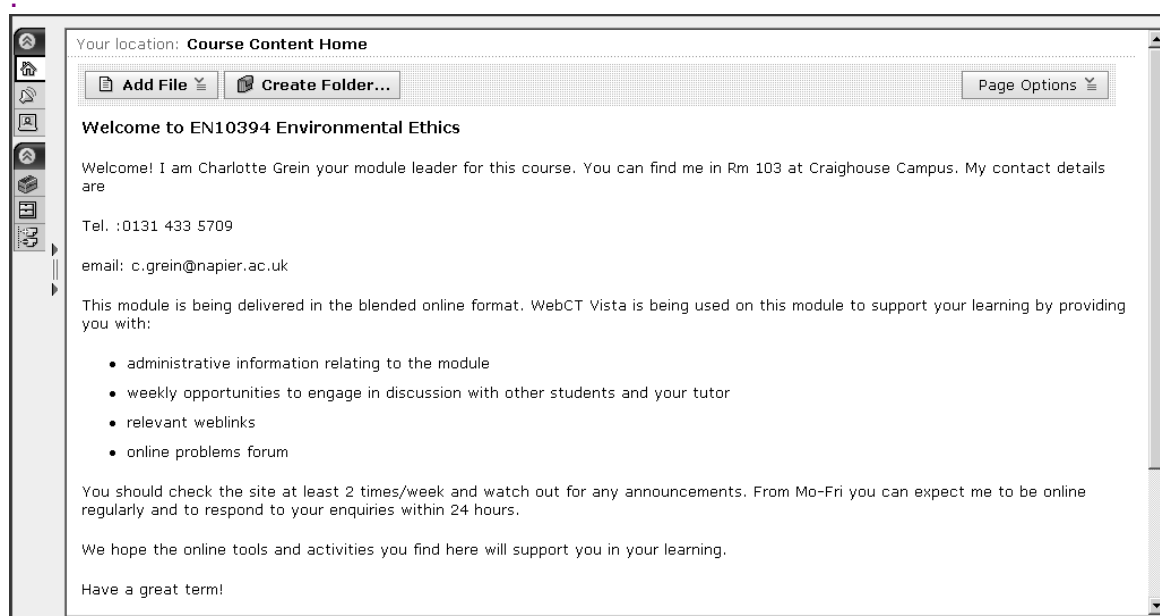 Your location: Course Content Home
Add File
Create Folder...
Page Options
Welcome to EN10394 Environmental Ethics
Welcome! I am Charlotte Grein your module leader for this course. You can find me in Rm 103 at Craighouse Campus. My contact details
are
Tel. :0131 433 5709
email: c.grein@napier.ac.uk
This module is being delivered in the blended online format. WebCT Vista is being used on this module to support your learning by providing
you with:
• administrative information relating to the module
• weekly opportunities to engage in discussion with other students and your tutor
• relevant weblinks
• online problems forum
You should check the site at least 2 times/week and watch out for any announcements. From Mo-Fri you can expect me to be online
regularly and to respond to your enquiries within 24 hours.
We hope the online tools and activities you find here will support you in your learning.
Have a great term!